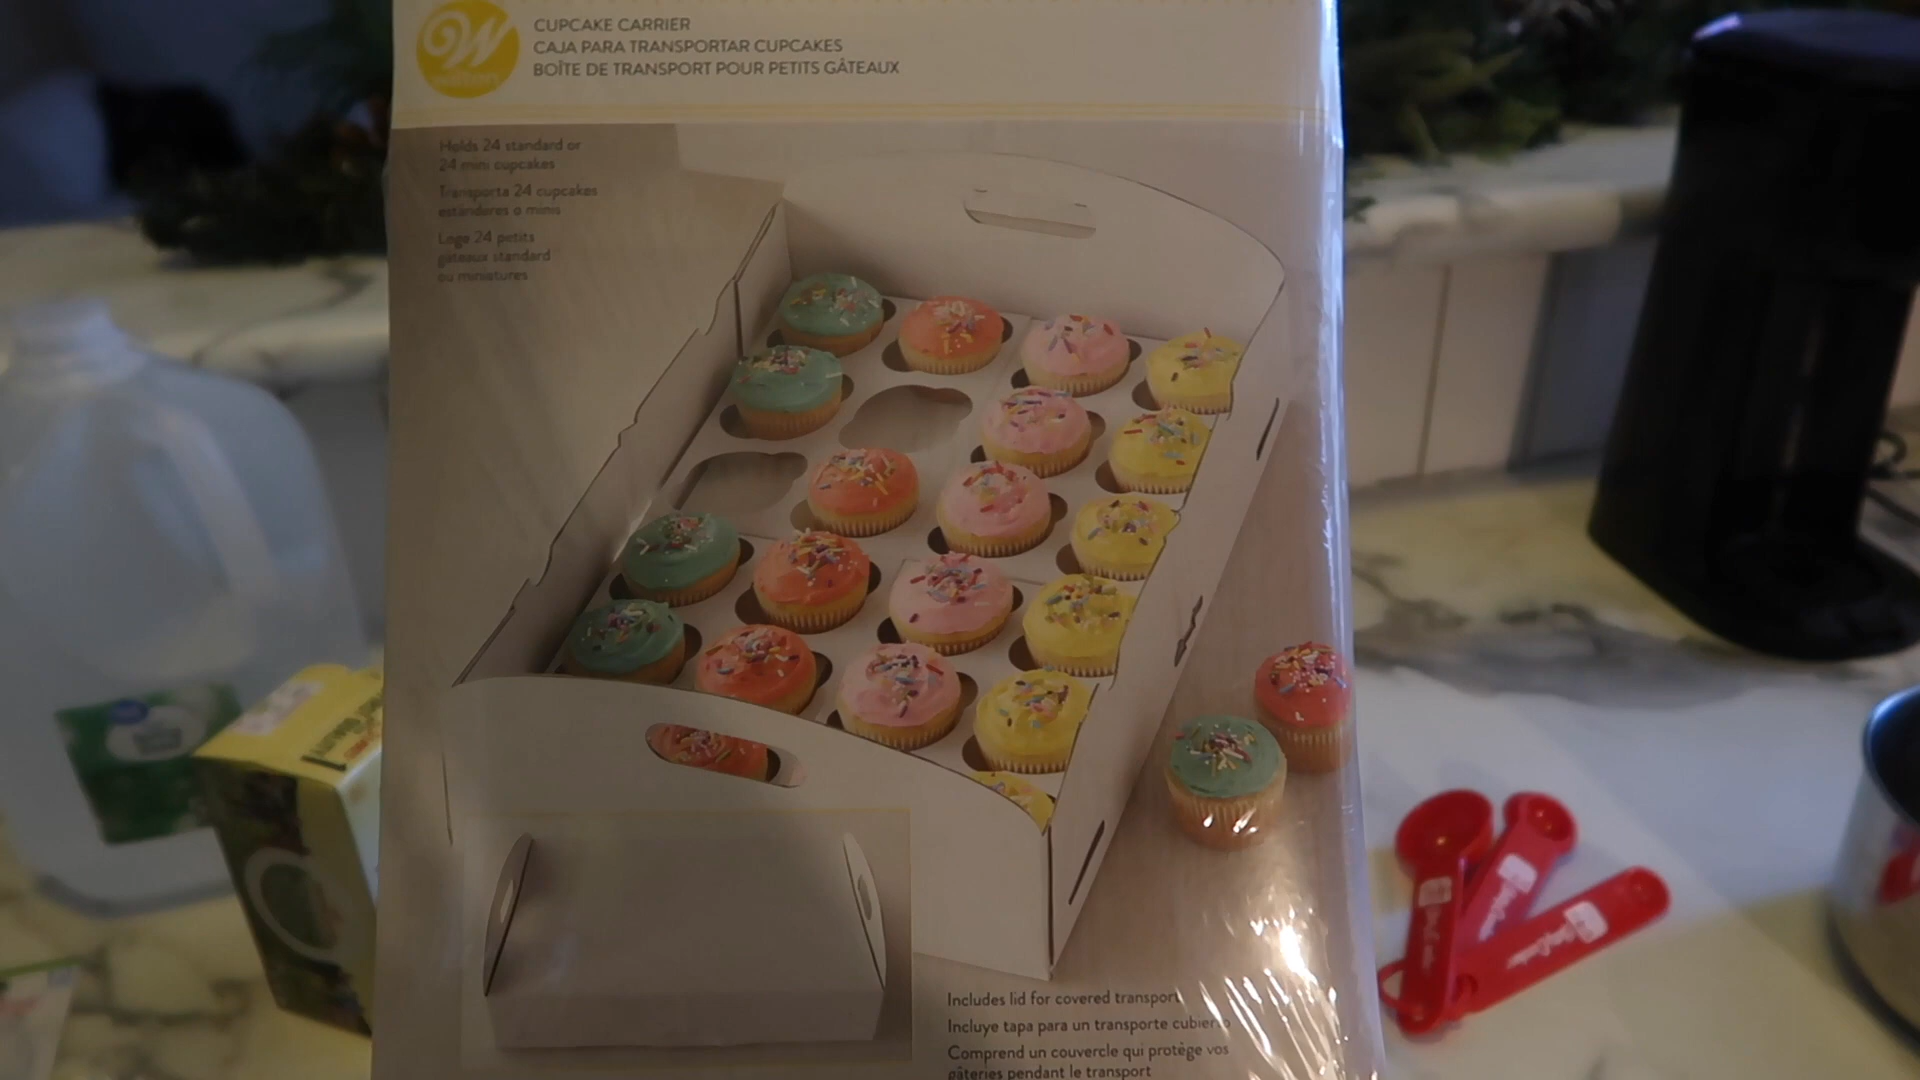 Wilton
CUPCAKE CARRIER
CAJA PARA TRANSPORTAR CUPCAKES
BOÎTE DE TRANSPORT POUR PETITS GÂTEAUX
Holds 24 standard or
24 mini cupcakes
Transporta 24 cupcakes
estánderes o minis
Loge 24 petits
gâteaux standard
ou miniatures
Includes lid for covered transport
Incluye tapa para un transporte cubierto
Comprend un couvercle qui protège vos
gâteries pendant le transport